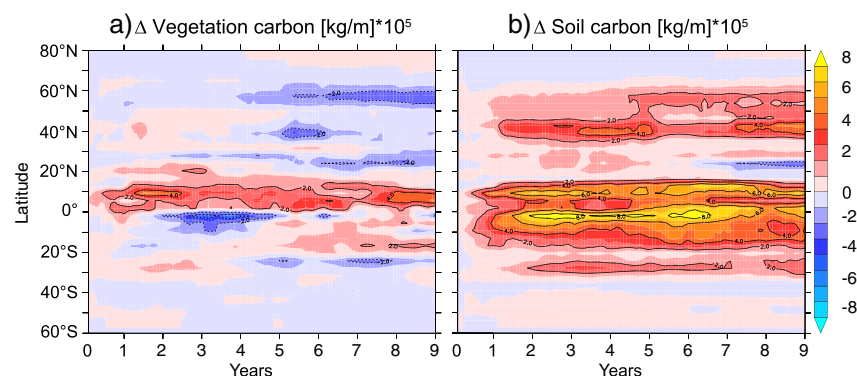 a) Δ Vegetation carbon [kg/m]*10⁵
b) Δ Soil carbon [kg/m]*10⁵
80°N
60°N
40°N
20°N
0°
20°S
40°S
60°S
Latitude
0 1 2 3 4 5 6 7 8 9
Years
0 1 2 3 4 5 6 7 8 9
Years
8
6
4
2
0
-2
-4
-6
-8